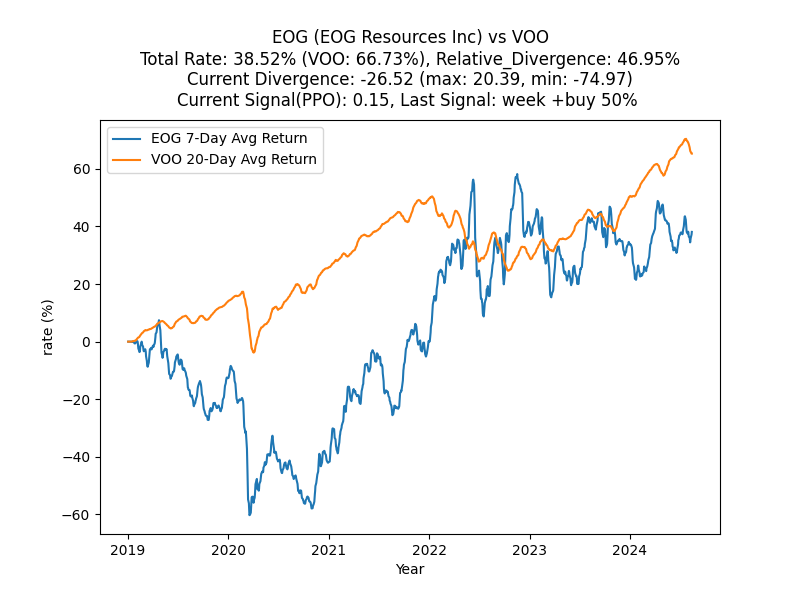 EOG (EOG Resources Inc) vs VOO
Total Rate: 38.52% (VOO: 66.73%), Relative_Divergence: 46.95%
Current Divergence: -26.52 (max: 20.39, min: -74.97)
Current Signal(PPO): 0.15, Last Signal: week +buy 50%
EOG 7-Day Avg Return
VOO 20-Day Avg Return
rate (%)
60
40
20
0
−20
−40
−60
2019 2020 2021 2022 2023 2024
Year